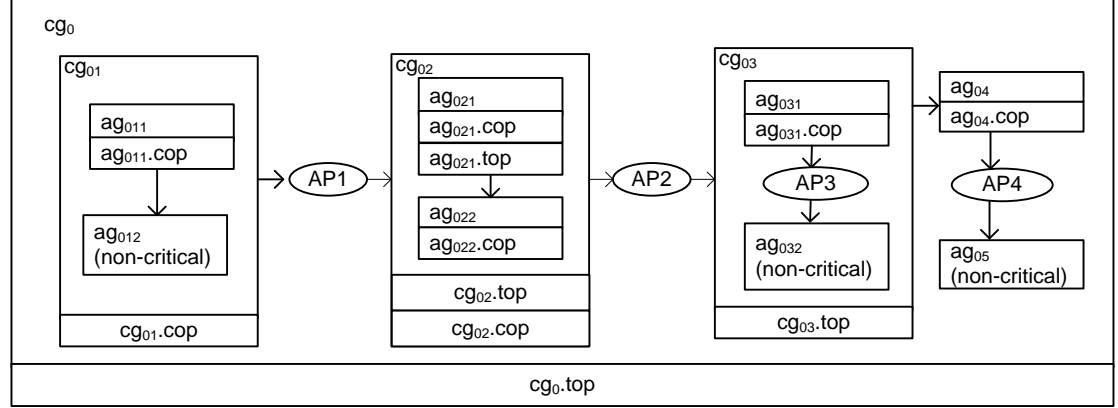 cg₀
cg₀₁
ag₀₁₁
ag₀₁₁.cop
ag₀₁₂
(non-critical)
cg₀₁.cop
AP1
cg₀₂
ag₀₂₁
ag₀₂₁.cop
ag₀₂₁.top
ag₀₂₂
ag₀₂₂.cop
cg₀₂.top
cg₀₂.cop
AP2
cg₀₃
ag₀₃₁
ag₀₃₁.cop
AP3
ag₀₃₂
(non-critical)
cg₀₃.top
ag₀₄
ag₀₄.cop
AP4
ag₀₅
(non-critical)
cg₀.top